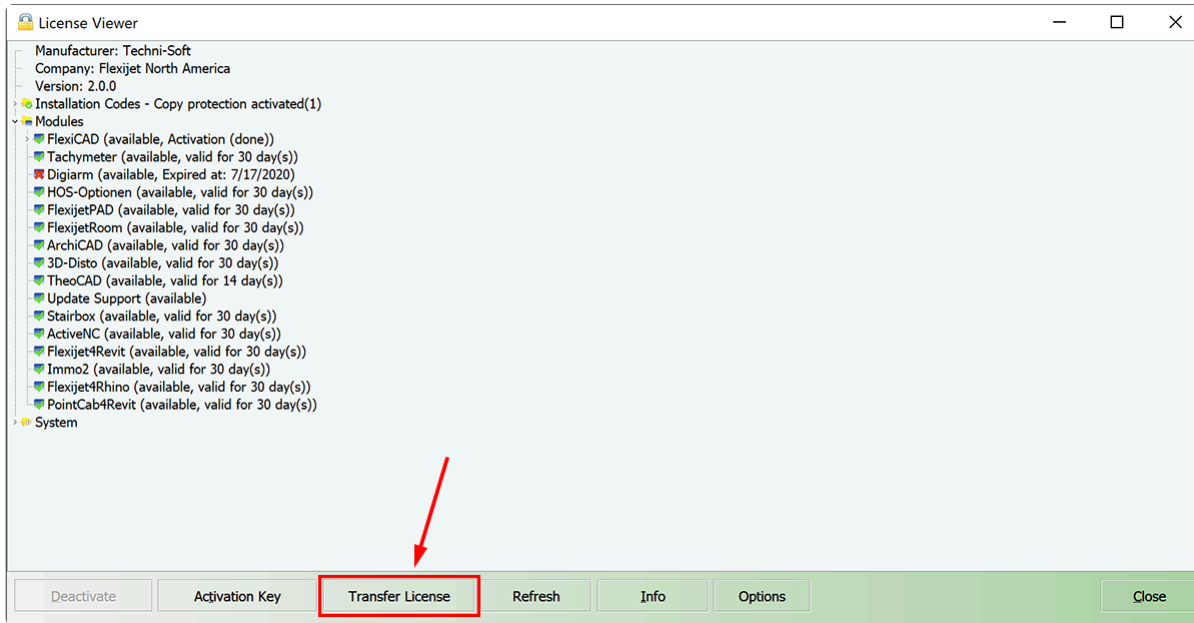 License Viewer
Manufacturer: Techni-Soft
Company: Flexijet North America
Version: 2.0.0
Installation Codes - Copy protection activated(1)
Modules
FlexiCAD (available, Activation (done))
Tachymeter (available, valid for 30 day(s))
Digiarm (available, Expired at: 7/17/2020)
HOS-Optionen (available, valid for 30 day(s))
FlexijetPAD (available, valid for 30 day(s))
FlexijetRoom (available, valid for 30 day(s))
ArchiCAD (available, valid for 30 day(s))
3D-Disto (available, valid for 30 day(s))
TheoCAD (available, valid for 14 day(s))
Update Support (available)
Stairbox (available, valid for 30 day(s))
ActiveNC (available, valid for 30 day(s))
Flexijet4Revit (available, valid for 30 day(s))
Immo2 (available, valid for 30 day(s))
Flexijet4Rhino (available, valid for 30 day(s))
PointCab4Revit (available, valid for 30 day(s))
System
Deactivate Activation Key Transfer License Refresh Info Options Close